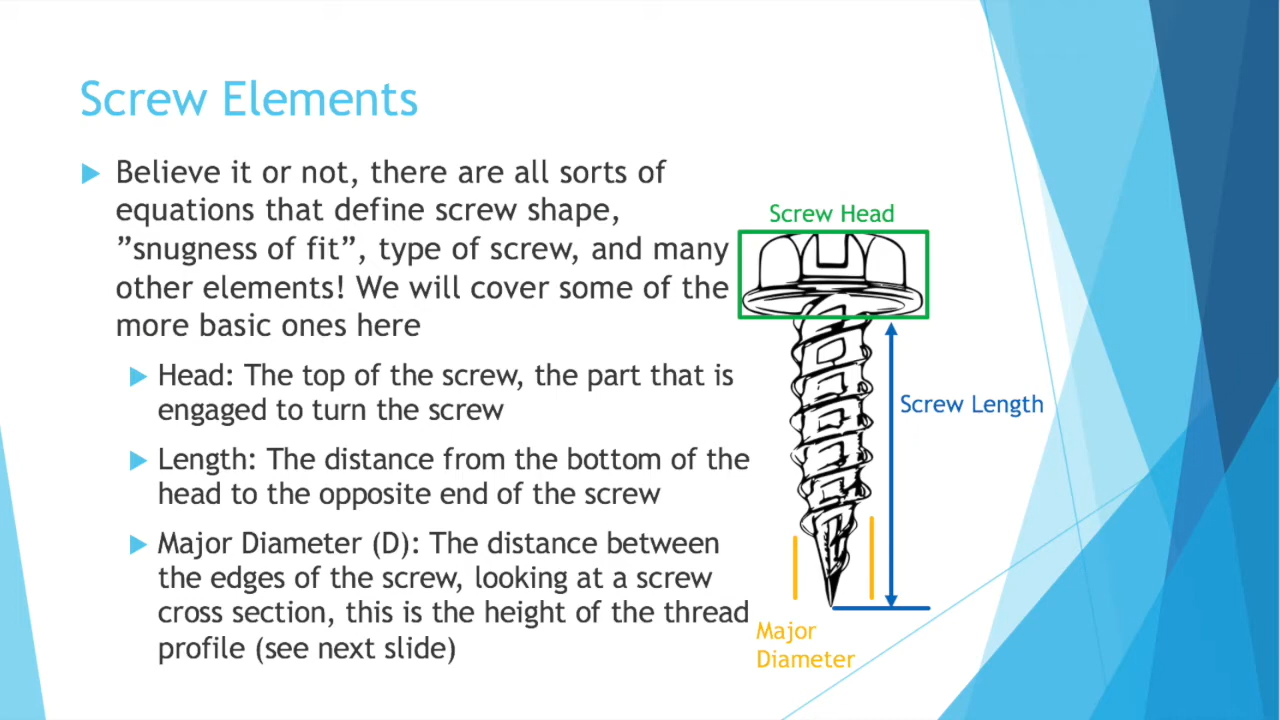 Screw Elements
Believe it or not, there are all sorts of
equations that define screw shape,
”snugness of fit”, type of screw, and many
other elements! We will cover some of the
more basic ones here
Head: The top of the screw, the part that is
engaged to turn the screw
Length: The distance from the bottom of the
head to the opposite end of the screw
Major Diameter (D): The distance between
the edges of the screw, looking at a screw
cross section, this is the height of the thread
profile (see next slide)
Screw Head
Screw Length
Major
Diameter